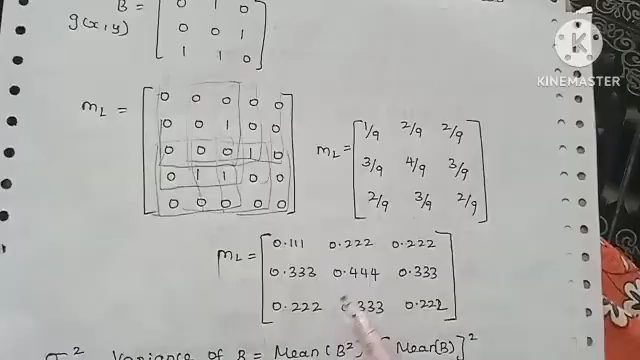 B = [ 0 1 0
g(x,y)
0 0 1
1 1 0 ]
KINEMASTER
mL = [ 0 0 0 0 0
0 0 1 0 0
0 0 0 1 0
0 1 1 0 0
0 0 0 0 0 ]
mL = [ 1/9 2/9 2/9
3/9 4/9 3/9
2/9 3/9 2/9 ]
mL = [ 0.111 0.222 0.222
0.333 0.444 0.333
0.222 0.333 0.222 ]
σ² Variance of B = Mean(B²) [Mean(B)]²